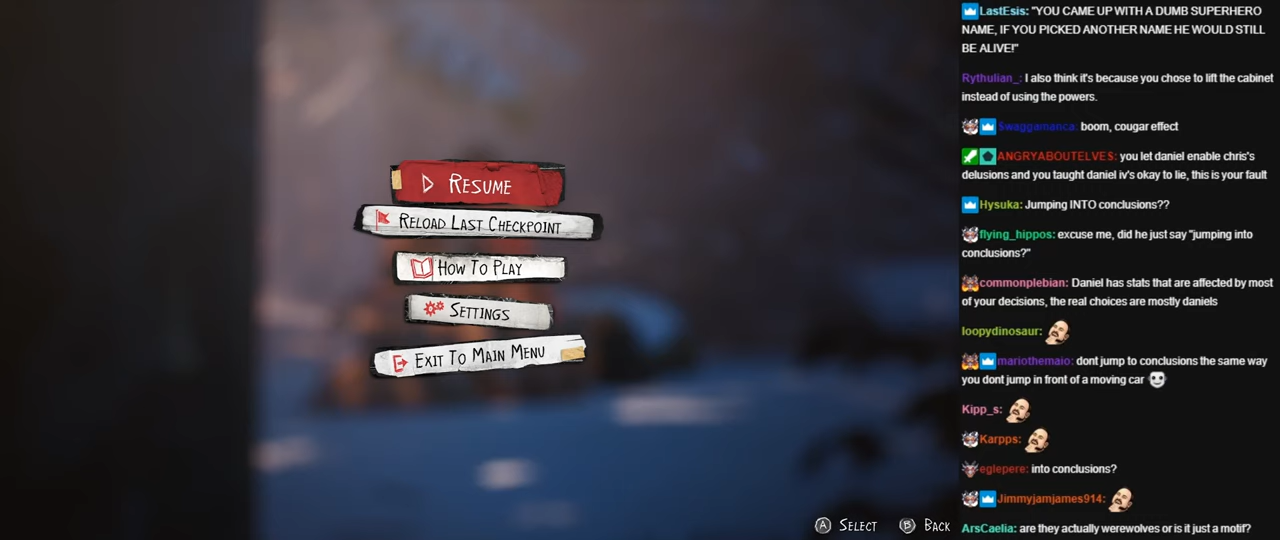 RESUME
RELOAD LAST CHECKPOINT
HOW TO PLAY
SETTINGS
EXIT TO MAIN MENU
A SELECT B BACK
LastEsis: "YOU CAME UP WITH A DUMB SUPERHERO
NAME, IF YOU PICKED ANOTHER NAME HE WOULD STILL
BE ALIVE!"
Rythulian_: I also think it's because you chose to lift the cabinet
instead of using the powers.
Swaggamanca: boom, cougar effect
ANGRYABOUTELVES: you let daniel enable chris's
delusions and you taught daniel iv's okay to lie, this is your fault
Hysuka: Jumping INTO conclusions??
flying_hippos: excuse me, did he just say "jumping into
conclusions?"
commonplebian: Daniel has stats that are affected by most
of your decisions, the real choices are mostly daniels
loopydinosaur:
mariothemaio: dont jump to conclusions the same way
you dont jump in front of a moving car
Kipp_s:
Karpps:
eglepere: into conclusions?
Jimmyjamjames914:
ArsCaelia: are they actually werewolves or is it just a motif?